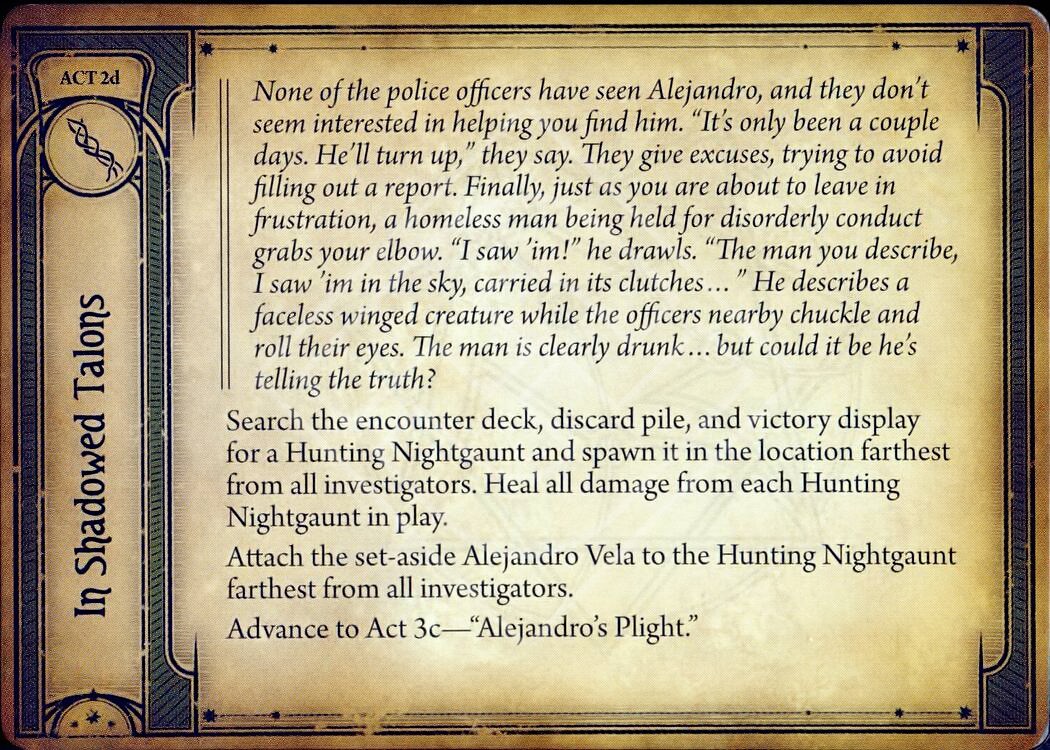 ACT 2d
In Shadowed Talons
None of the police officers have seen Alejandro, and they don’t
seem interested in helping you find him. “It’s only been a couple
days. He’ll turn up,” they say. They give excuses, trying to avoid
filling out a report. Finally, just as you are about to leave in
frustration, a homeless man being held for disorderly conduct
grabs your elbow. “I saw ’im!” he drawls. “The man you describe,
I saw ’im in the sky, carried in its clutches… ” He describes a
faceless winged creature while the officers nearby chuckle and
roll their eyes. The man is clearly drunk… but could it be he’s
telling the truth?
Search the encounter deck, discard pile, and victory display
for a Hunting Nightgaunt and spawn it in the location farthest
from all investigators. Heal all damage from each Hunting
Nightgaunt in play.
Attach the set-aside Alejandro Vela to the Hunting Nightgaunt
farthest from all investigators.
Advance to Act 3c—“Alejandro’s Plight.”